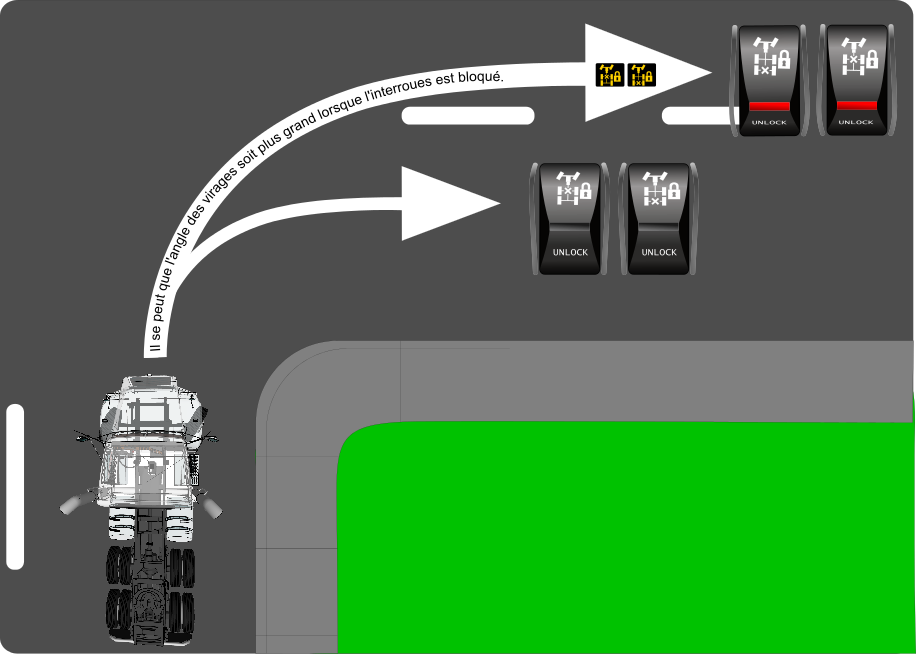 Il se peut que l'angle des virages soit plus grand lorsque l'interroues est bloqué.
UNLOCK
UNLOCK
UNLOCK
UNLOCK